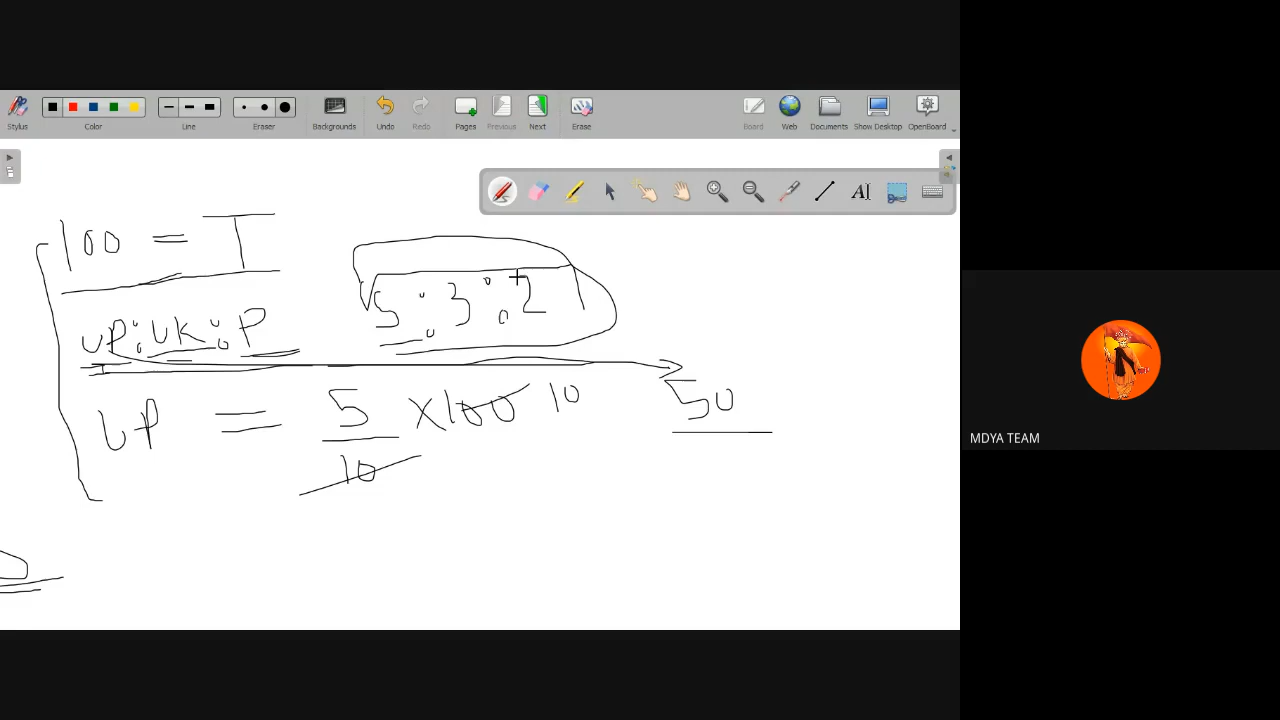 Stylus Color Line Eraser Backgrounds Undo Redo Pages Previous Next Erase Board Web Documents Show Desktop OpenBoard
100 = T
UP : UK : P 5 : 3 : 2
UP = 5/10 × 100 10 50
MDYA TEAM